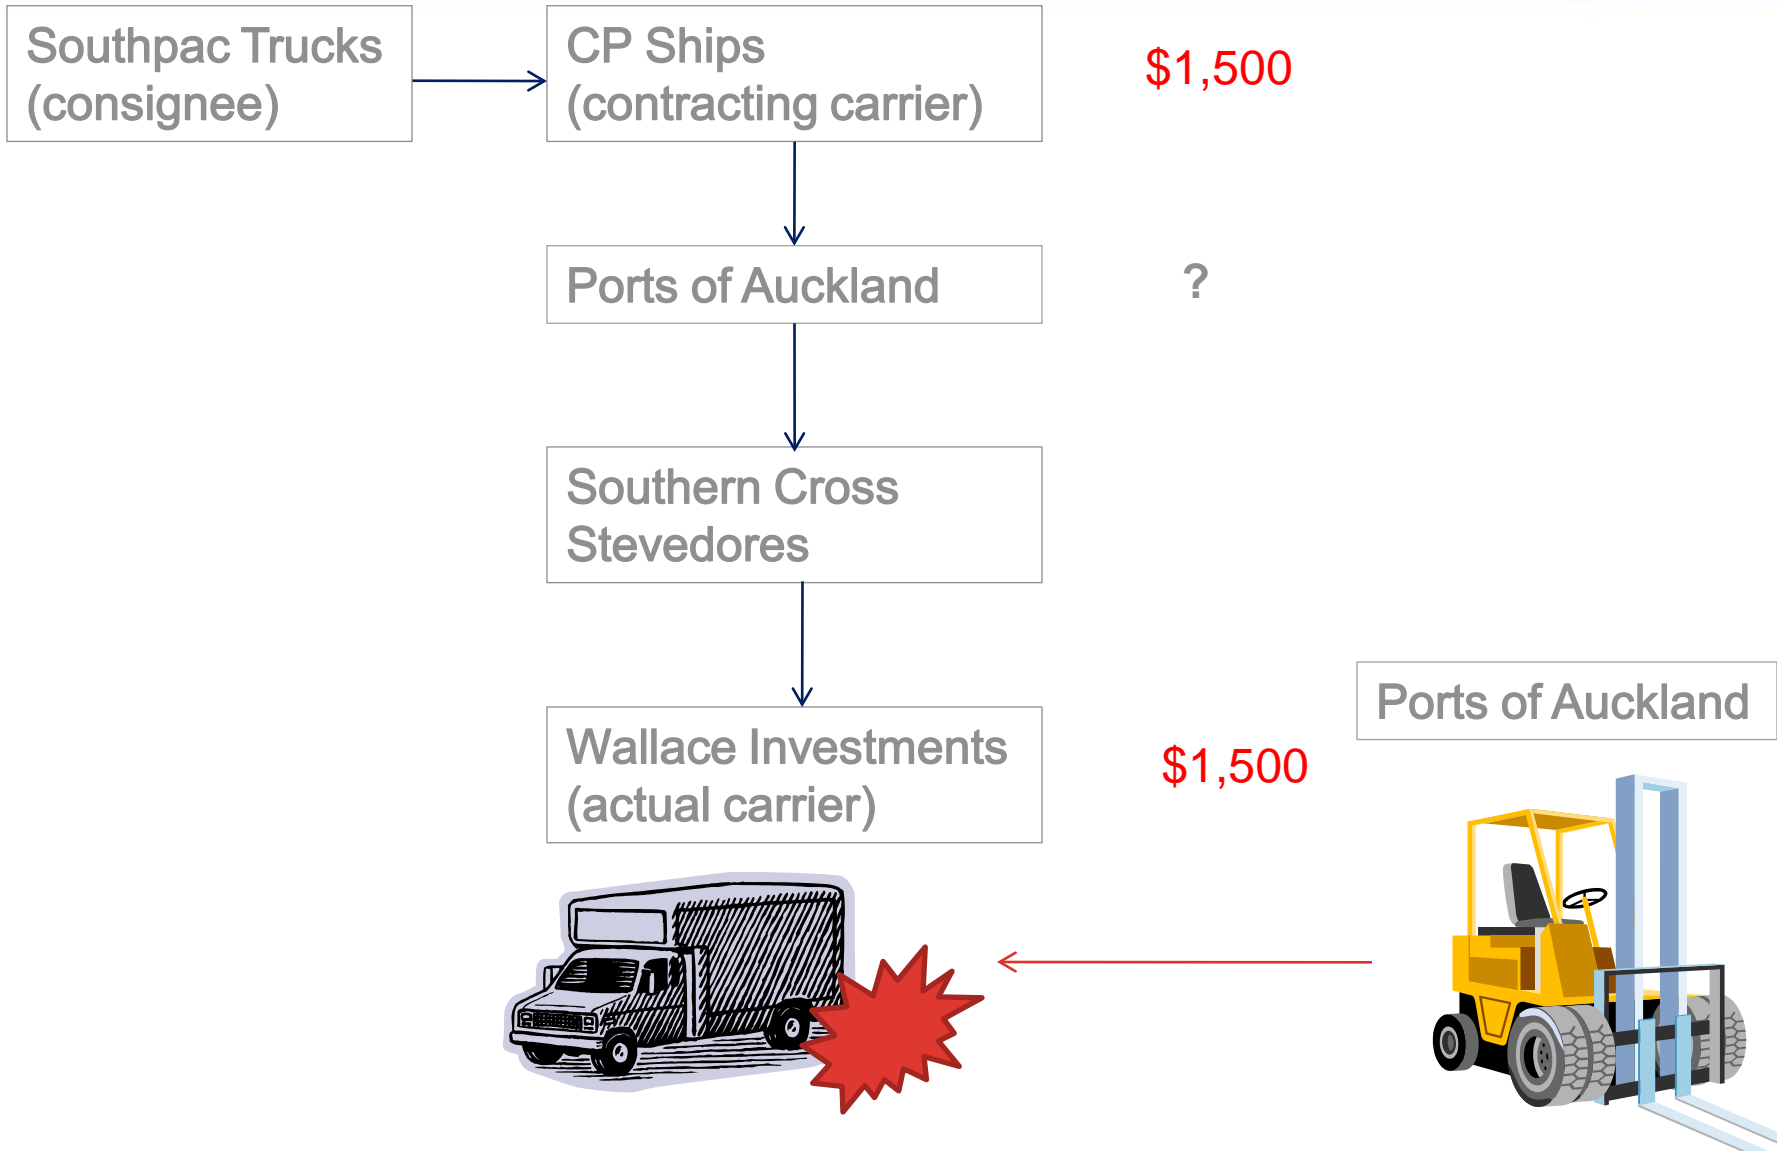 Southpac Trucks
(consignee)
CP Ships
(contracting carrier)
$1,500
Ports of Auckland
?
Southern Cross
Stevedores
Wallace Investments
(actual carrier)
$1,500
Ports of Auckland